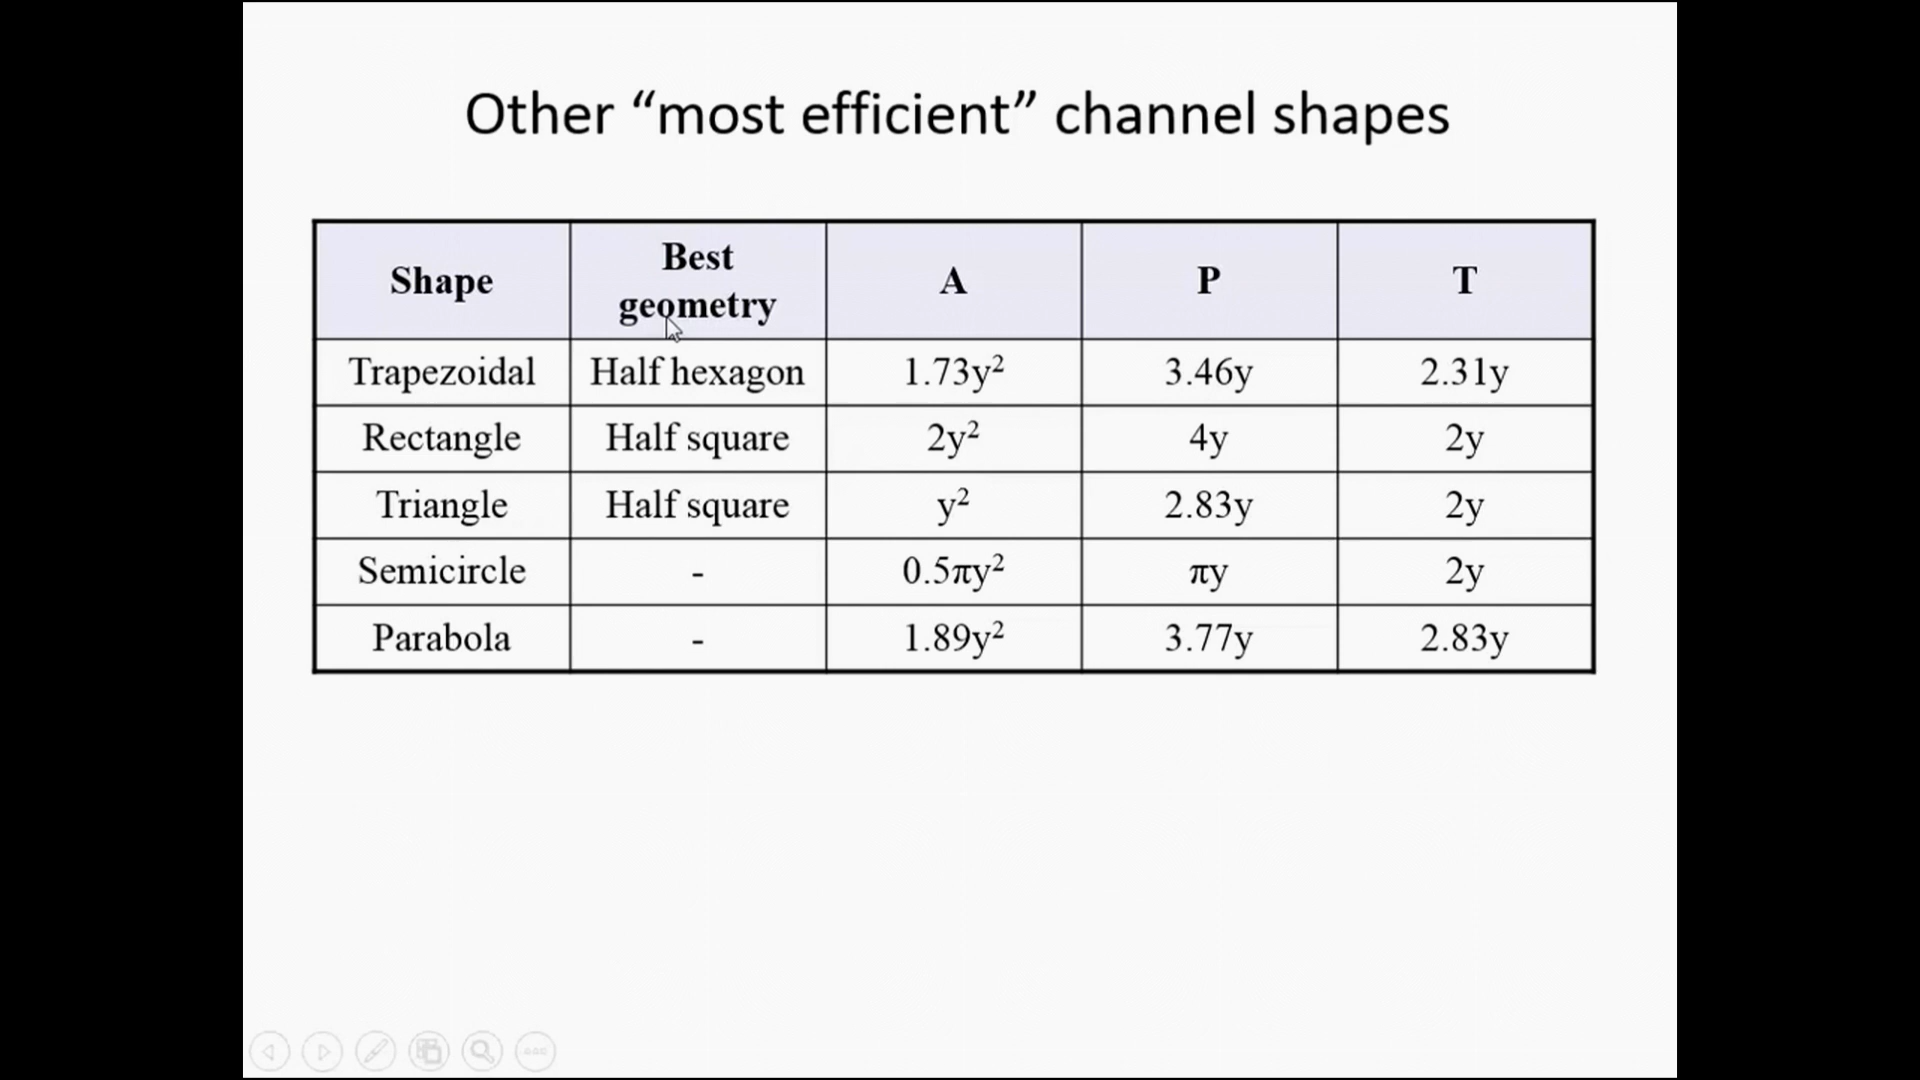 Other “most efficient” channel shapes
Shape Best geometry A P T
Trapezoidal Half hexagon 1.73y² 3.46y 2.31y
Rectangle Half square 2y² 4y 2y
Triangle Half square y² 2.83y 2y
Semicircle - 0.5πy² πy 2y
Parabola - 1.89y² 3.77y 2.83y